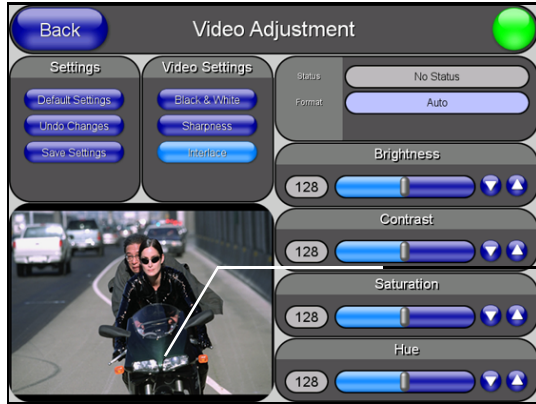 Back
Video Adjustment
Settings
Default Settings
Undo Changes
Save Settings
Video Settings
Black & White
Sharpness
Interlace
Status
No Status
Format
Auto
Brightness
128
Contrast
128
Saturation
128
Hue
128